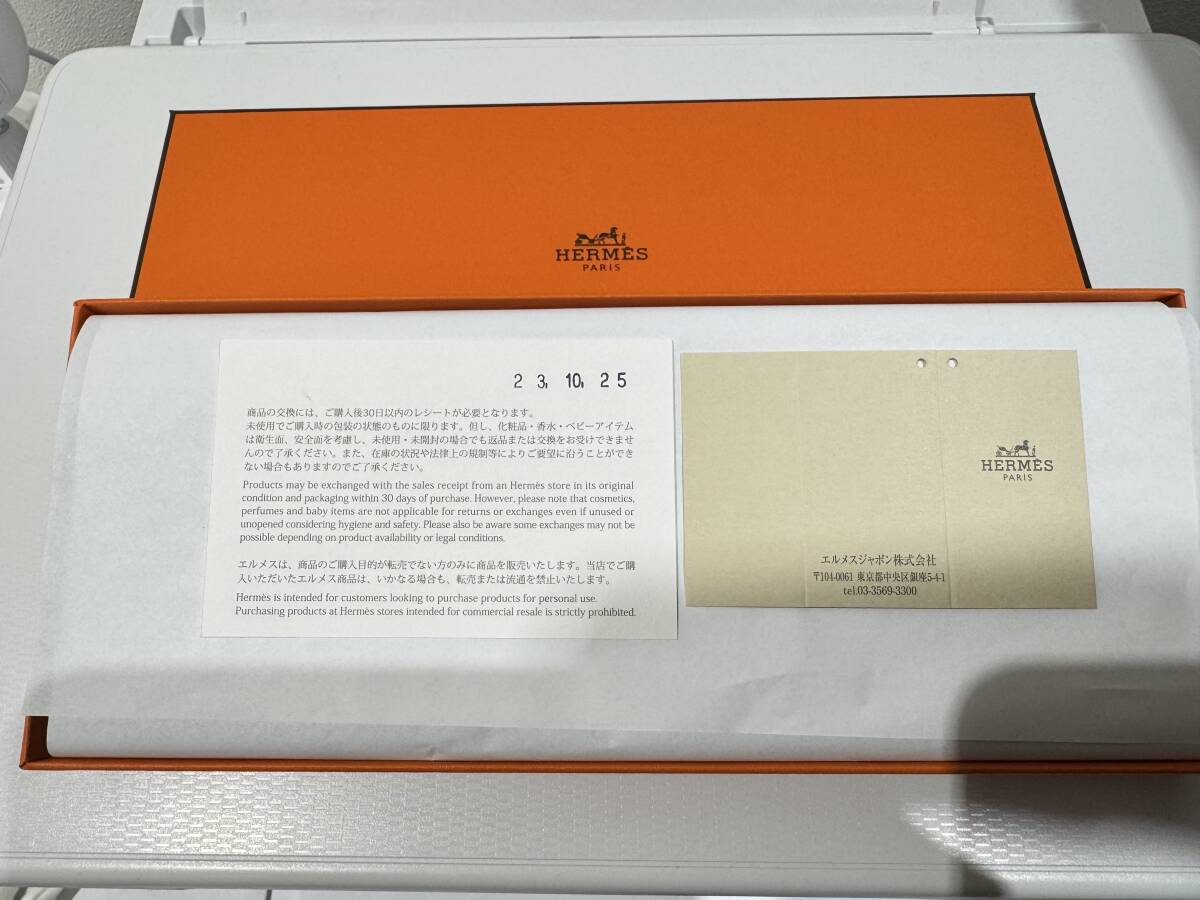 HERMÈS
PARIS
2 3, 10, 2 5
商品の交換には、ご購入後30日以内のレシートが必要となります。
未使用でご購入時の包装の状態のものに限ります。但し、化粧品・香水・ベビーアイテム
は衛生面、安全面を考慮し、未使用・未開封の場合でも返品または交換をお受けできませ
んのでご了承ください。また、在庫の状況や法律上の規制等によりご要望に沿うことができ
ない場合もありますのでご了承ください。
Products may be exchanged with the sales receipt from an Hermès store in its original
condition and packaging within 30 days of purchase. However, please note that cosmetics,
perfumes and baby items are not applicable for returns or exchanges even if unused or
unopened considering hygiene and safety. Please also be aware some exchanges may not be
possible depending on product availability or legal conditions.
エルメスは、商品のご購入目的が転売でない方のみに商品を販売いたします。当店でご購
入いただいたエルメス商品は、いかなる場合も、転売または流通を禁止いたします。
Hermès is intended for customers looking to purchase products for personal use.
Purchasing products at Hermès stores intended for commercial resale is strictly prohibited.
HERMÈS
PARIS
エルメスジャポン株式会社
〒104-0061 東京都中央区銀座5-4-1
tel.03-3569-3300